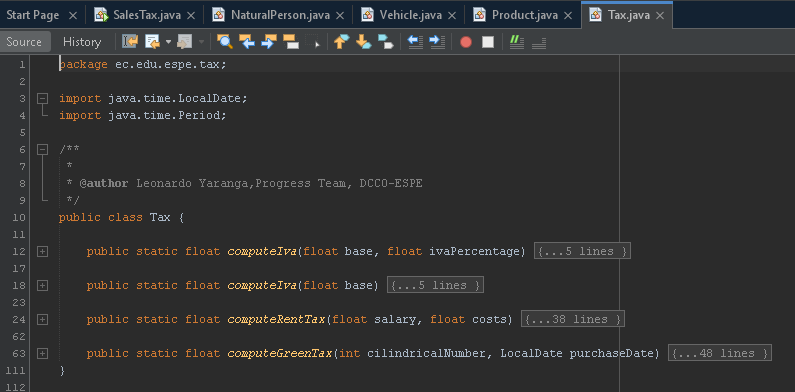 Start Page SalesTax.java NaturalPerson.java Vehicle.java Product.java Tax.java
Source History
1 package ec.edu.espe.tax;
2
3 import java.time.LocalDate;
4 import java.time.Period;
5
6 /**
7 *
8 * @author Leonardo Yaranga,Progress Team, DCCO-ESPE
9 */
10 public class Tax {
11
12 public static float computeIva(float base, float ivaPercentage) {...5 lines }
17
18 public static float computeIva(float base) {...5 lines }
23
24 public static float computeRentTax(float salary, float costs) {...38 lines }
62
63 public static float computeGreenTax(int cilindricalNumber, LocalDate purchaseDate) {...48 lines }
111 }
112